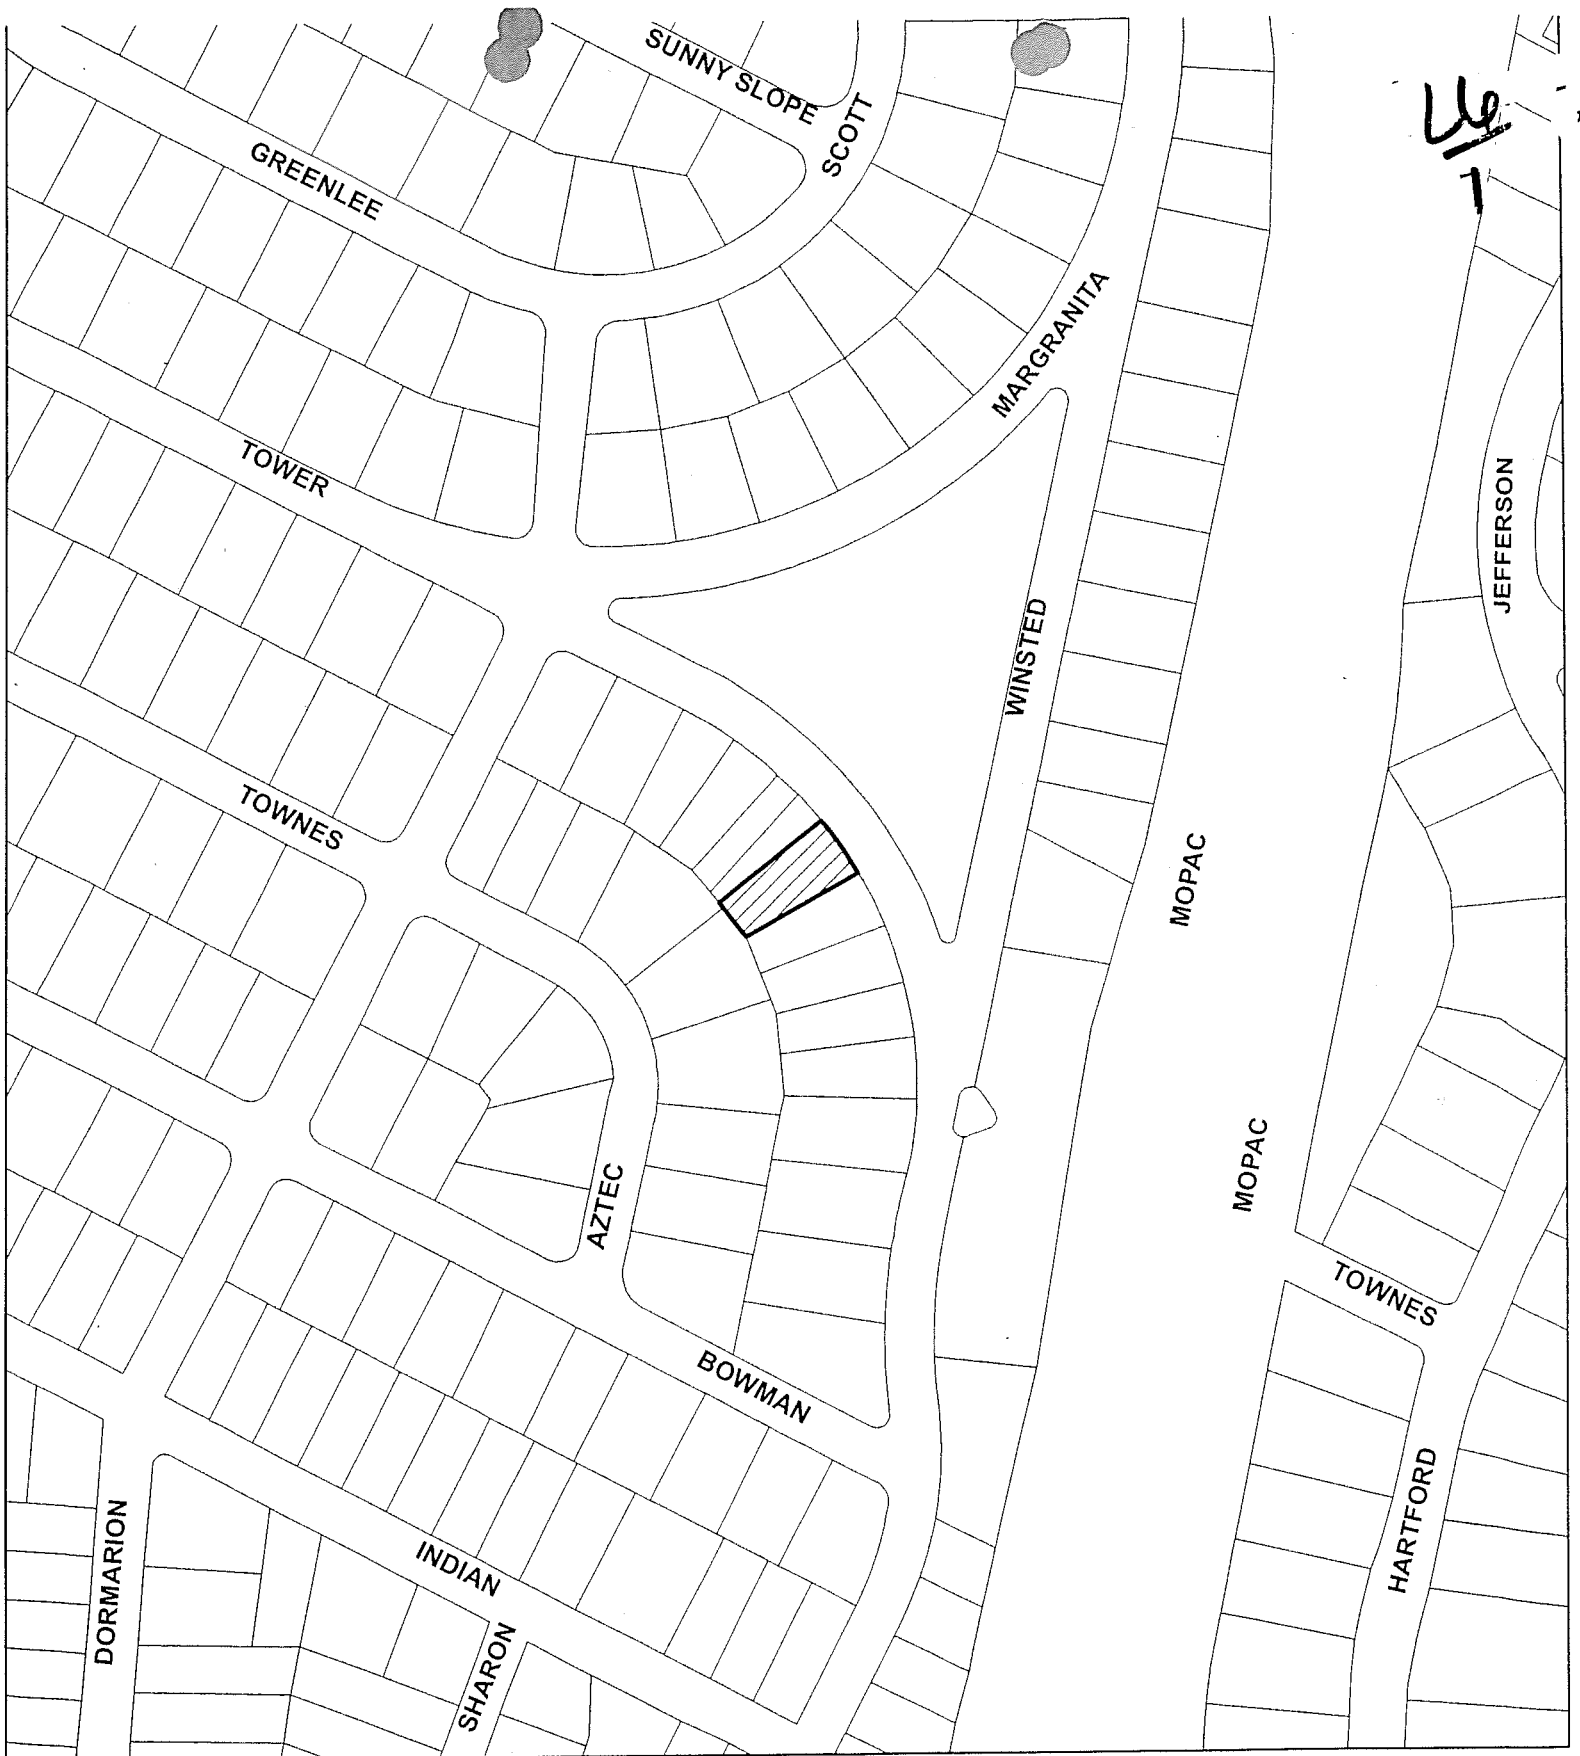 SUNNY SLOPE
SCOTT
GREENLEE
MARGRANITA
TOWER
JEFFERSON
WINSTED
TOWNES
MOPAC
MOPAC
AZTEC
TOWNES
BOWMAN
HARTFORD
DORMARION
INDIAN
SHARON